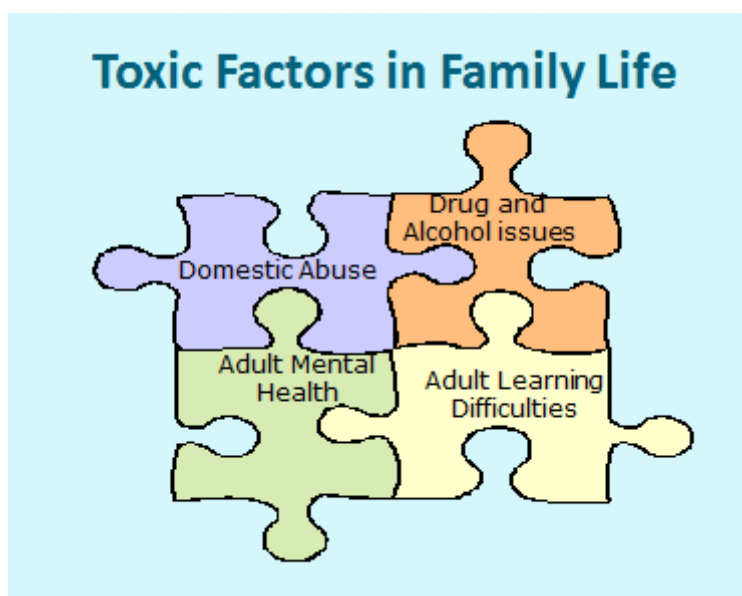 Toxic Factors in Family Life
Drug and
Alcohol issues
Domestic Abuse
Adult Mental
Health
Adult Learning
Difficulties